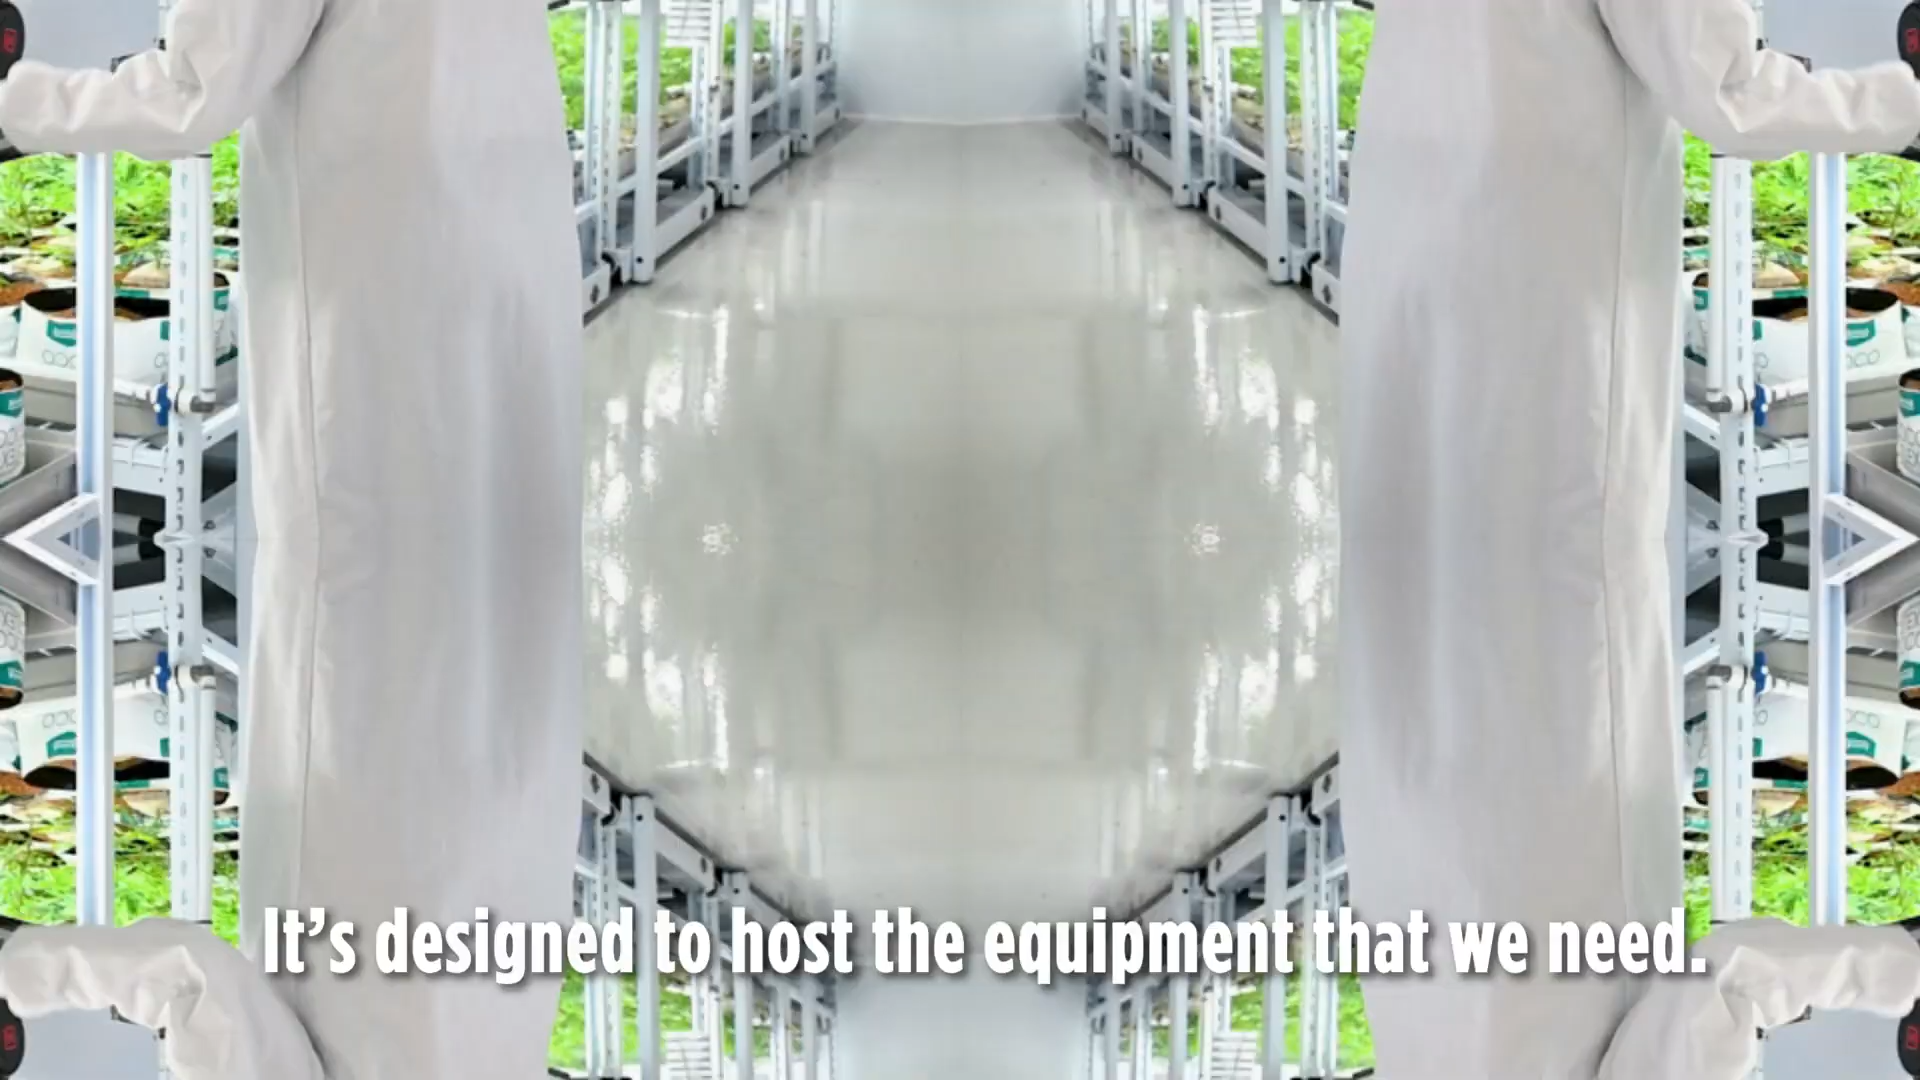 It’s designed to host the equipment that we need.